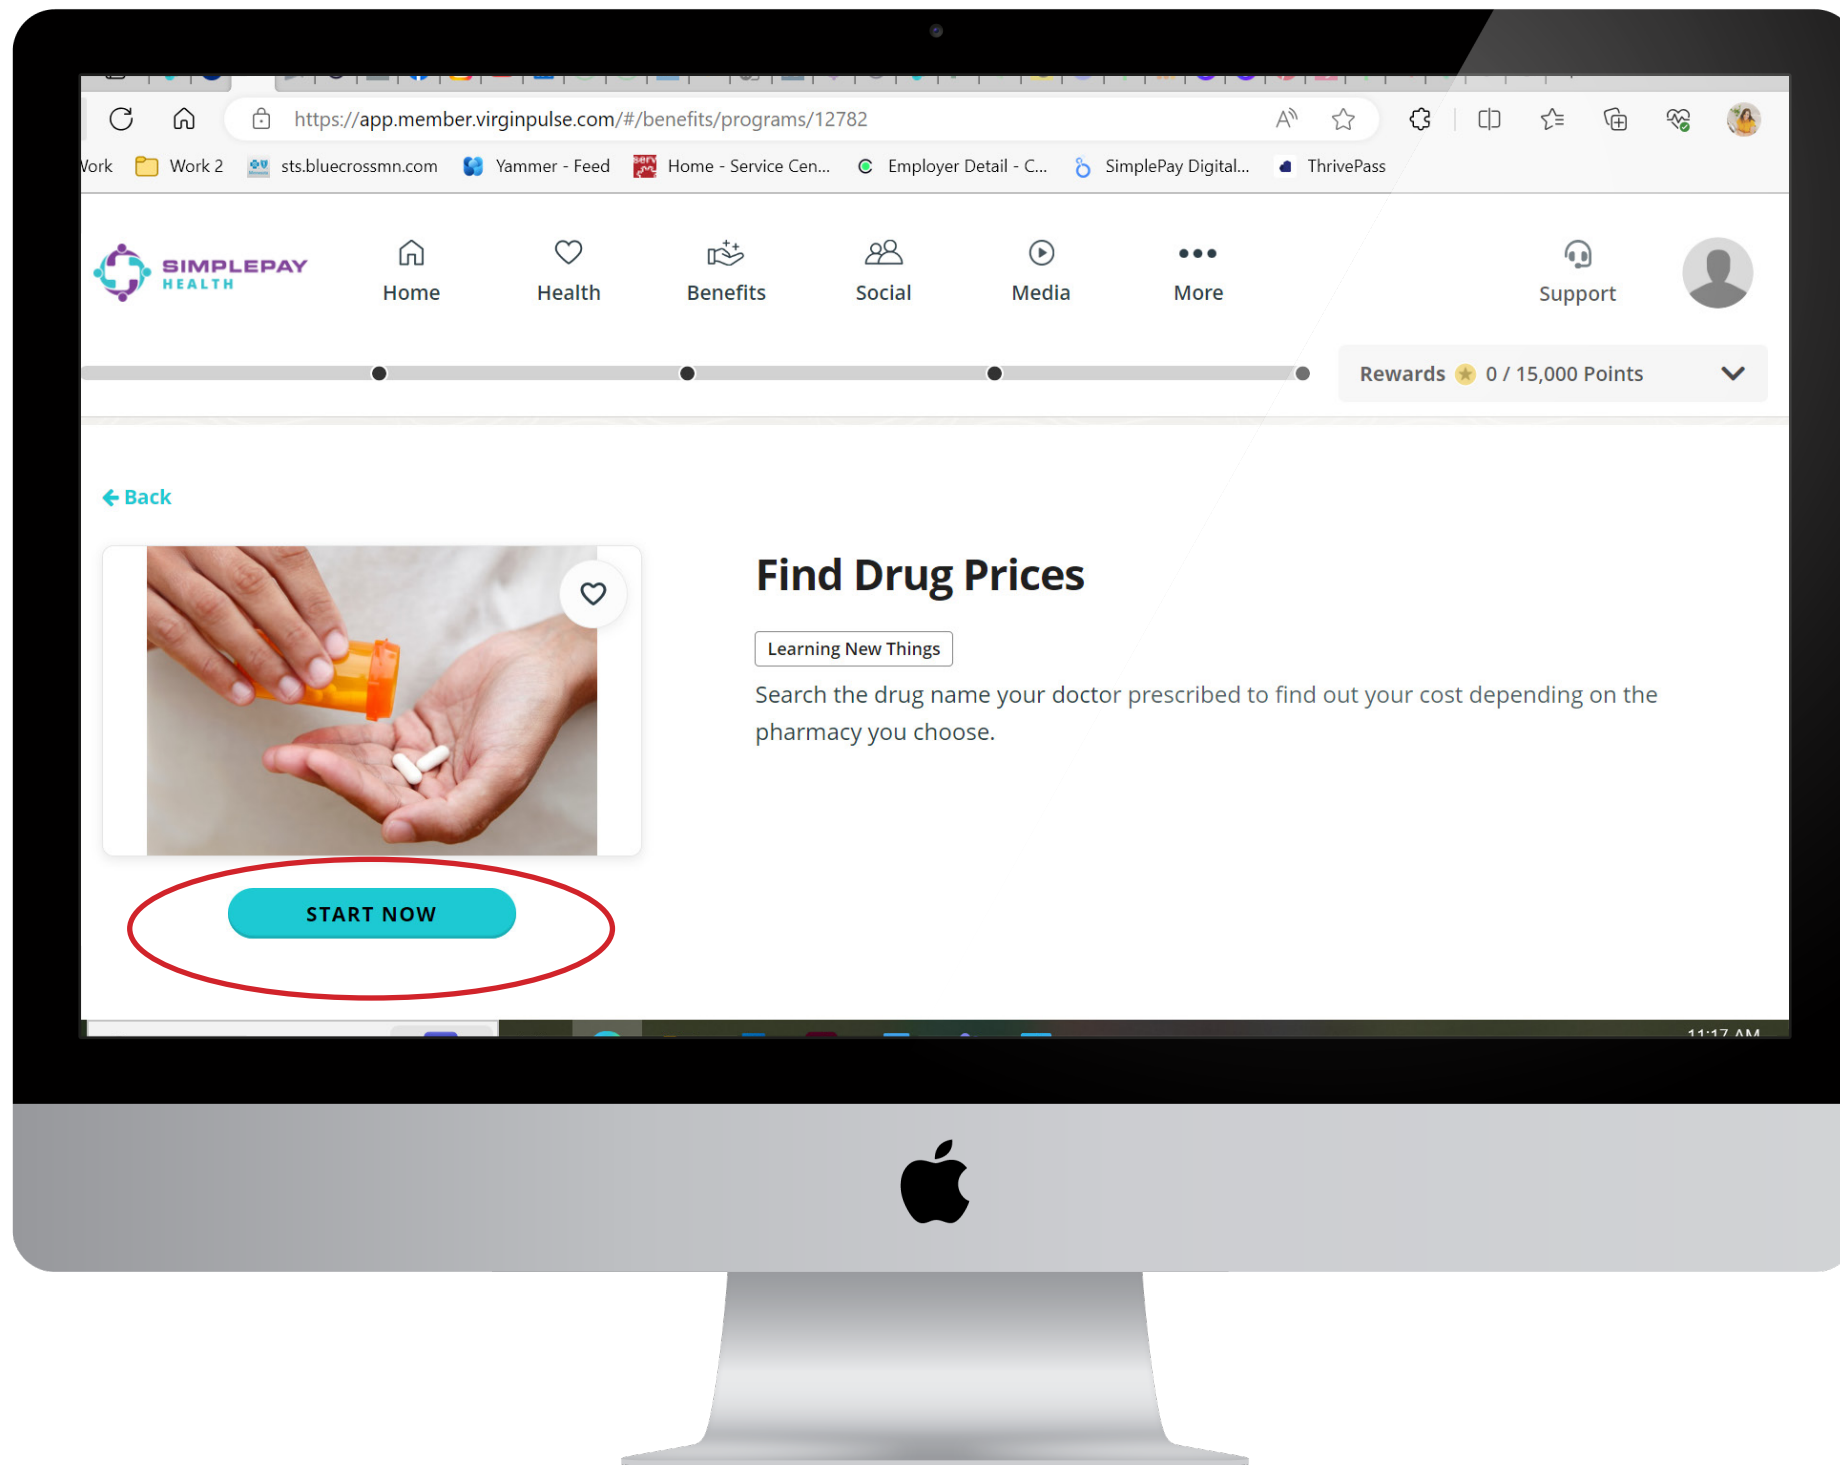 https://app.member.virginpulse.com/#/benefits/programs/12782
Work 2 sts.bluecrossmn.com Yammer - Feed Home - Service Cen... Employer Detail - C... SimplePay Digital... ThrivePass
SIMPLEPAY
HEALTH
Home Health Benefits Social Media More Support
Rewards 0 / 15,000 Points
Back
Find Drug Prices
Learning New Things
Search the drug name your doctor prescribed to find out your cost depending on the
pharmacy you choose.
START NOW
11:17 AM